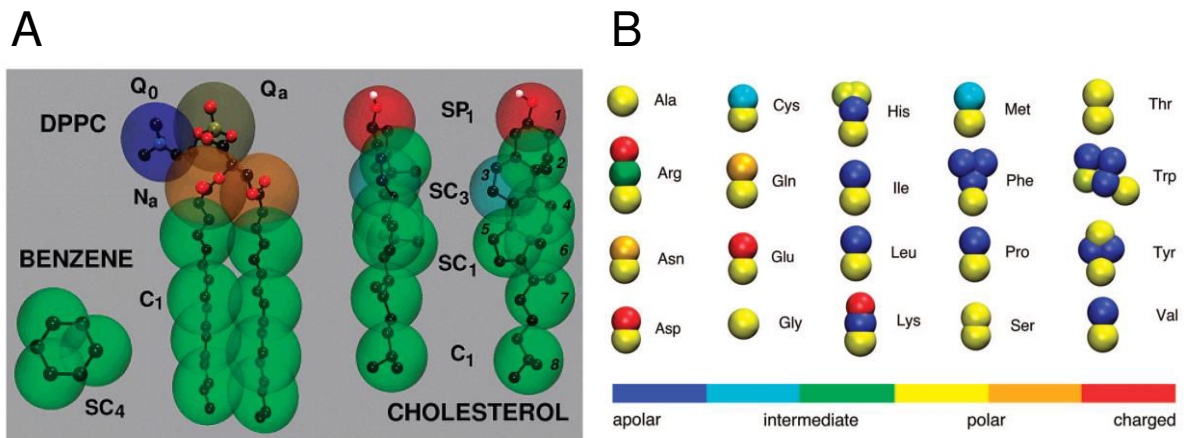 A
B
Q0
Qa
DPPC
Na
BENZENE
C1
SC4
SP1
SC3
SC1
C1
CHOLESTEROL
1
2
3
4
5
6
7
8
Ala
Cys
His
Met
Thr
Arg
Gln
Ile
Phe
Trp
Asn
Glu
Leu
Pro
Tyr
Asp
Gly
Lys
Ser
Val
apolar intermediate polar charged